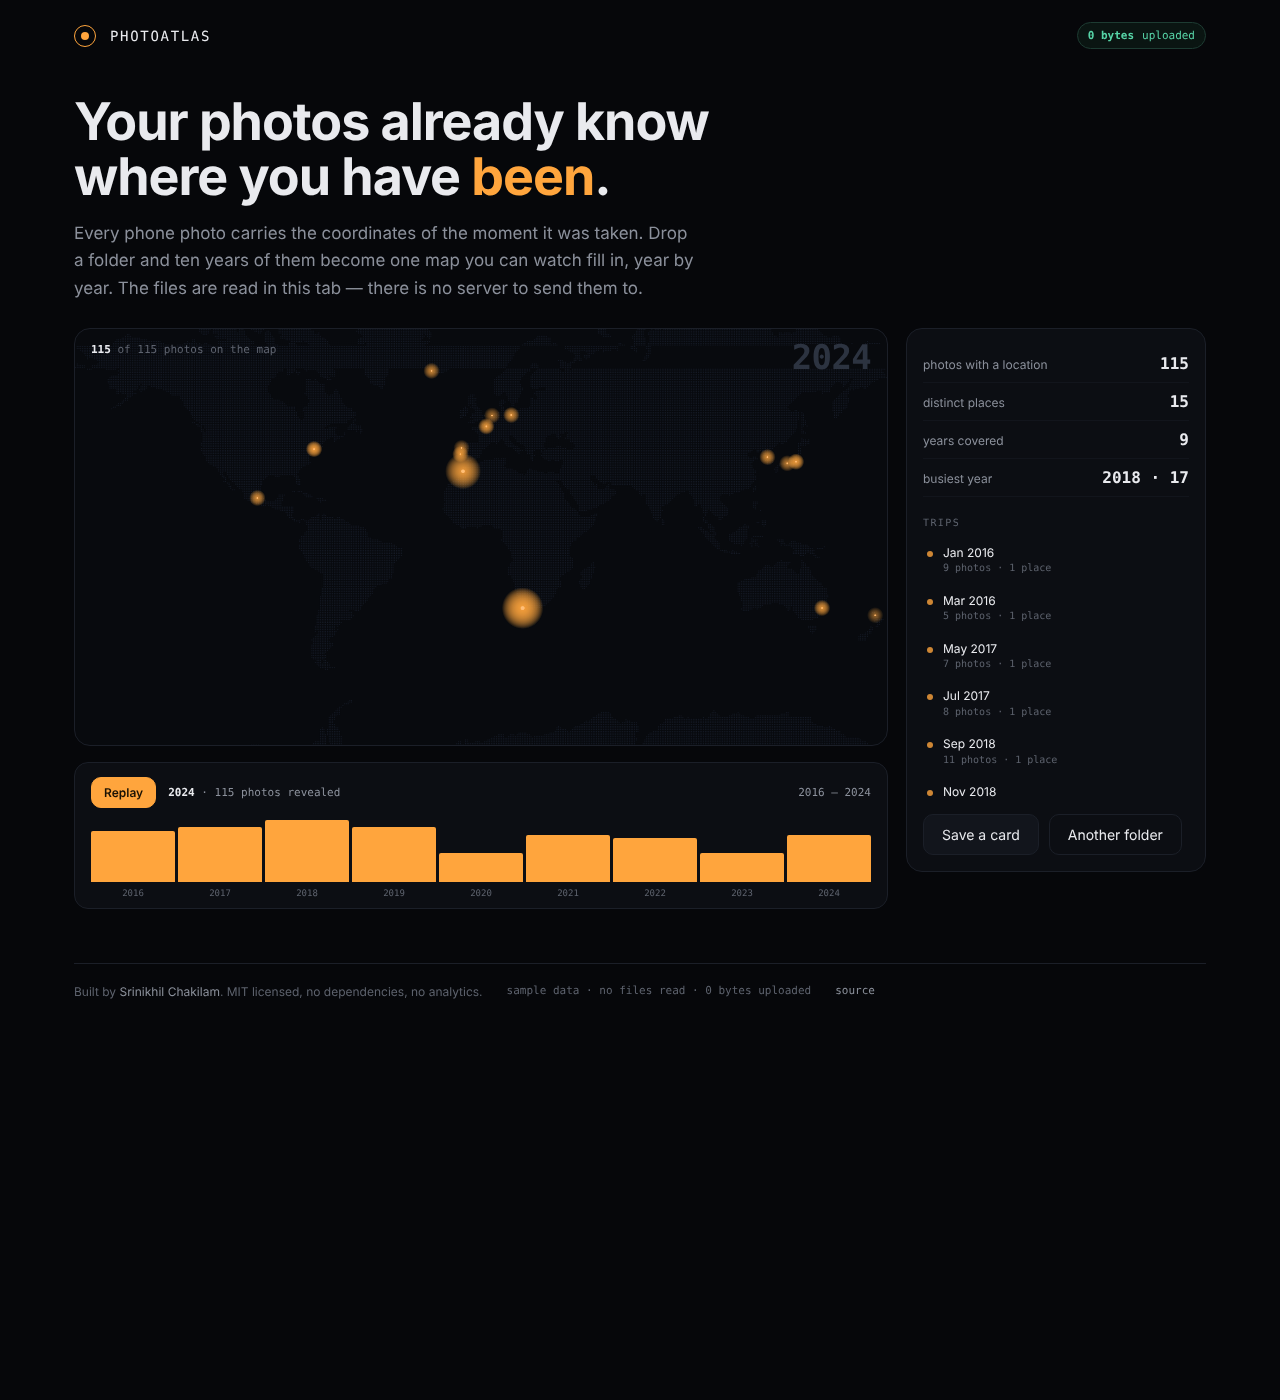 PHOTOATLAS
0 bytes uploaded
Your photos already know
where you have been.
Every phone photo carries the coordinates of the moment it was taken. Drop
a folder and ten years of them become one map you can watch fill in, year by
year. The files are read in this tab — there is no server to send them to.
115 of 115 photos on the map
2024
photos with a location 115
distinct places 15
years covered 9
busiest year 2018 · 17
TRIPS
Jan 2016
9 photos · 1 place
Mar 2016
5 photos · 1 place
May 2017
7 photos · 1 place
Jul 2017
8 photos · 1 place
Sep 2018
11 photos · 1 place
Nov 2018
Save a card
Another folder
Replay
2024 · 115 photos revealed
2016 — 2024
2016 2017 2018 2019 2020 2021 2022 2023 2024
Built by Srinikhil Chakilam. MIT licensed, no dependencies, no analytics.
sample data · no files read · 0 bytes uploaded
source